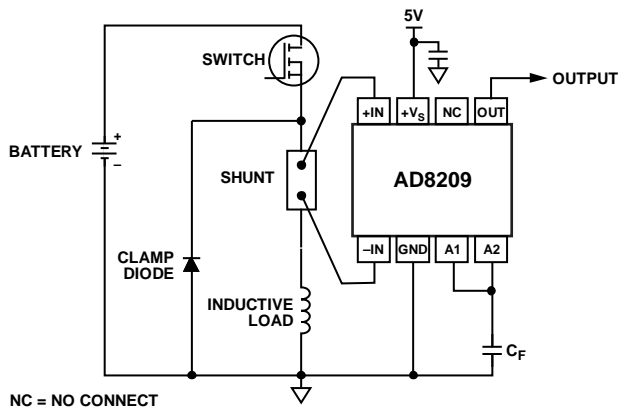 5V
SWITCH
OUTPUT
+IN
+VS
NC
OUT
+
BATTERY
–
SHUNT
AD8209
–IN
GND
A1
A2
CLAMP
DIODE
INDUCTIVE
LOAD
CF
NC = NO CONNECT